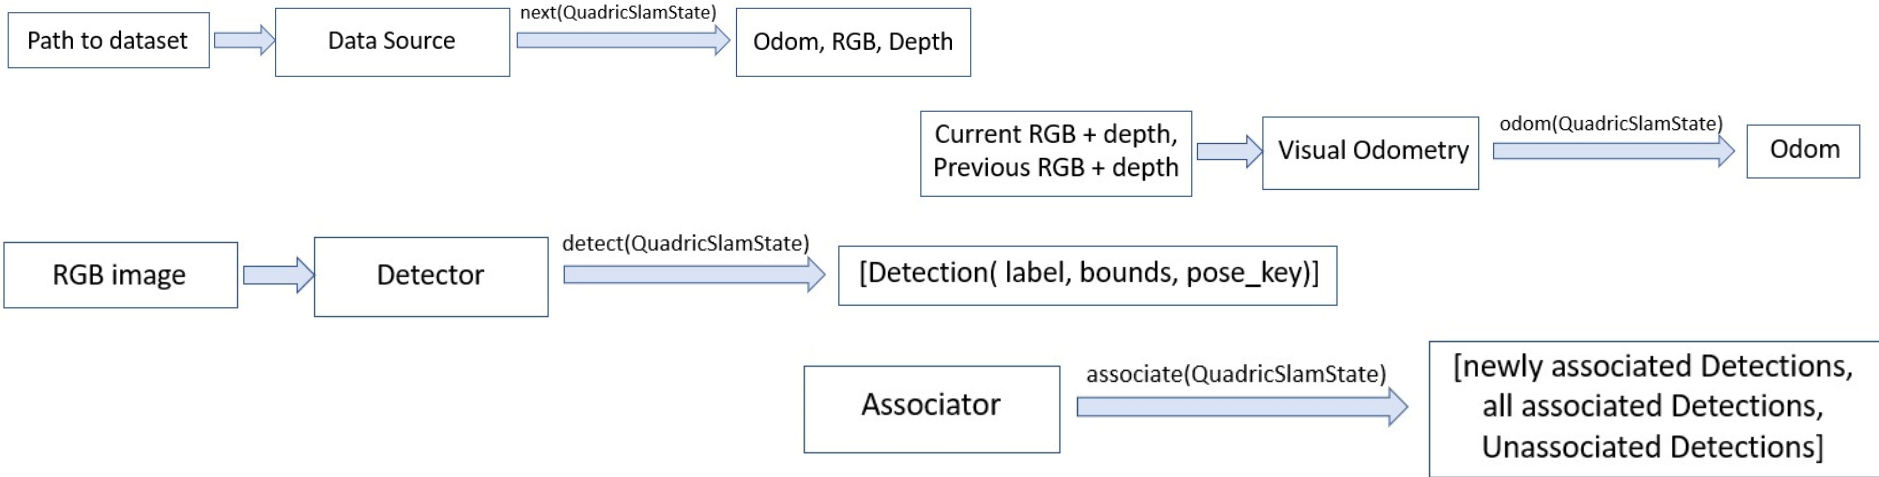 Path to dataset
Data Source
next(QuadricSlamState)
Odom, RGB, Depth
Current RGB + depth,
Previous RGB + depth
Visual Odometry
odom(QuadricSlamState)
Odom
RGB image
Detector
detect(QuadricSlamState)
[Detection( label, bounds, pose_key)]
Associator
associate(QuadricSlamState)
[newly associated Detections,
all associated Detections,
Unassociated Detections]